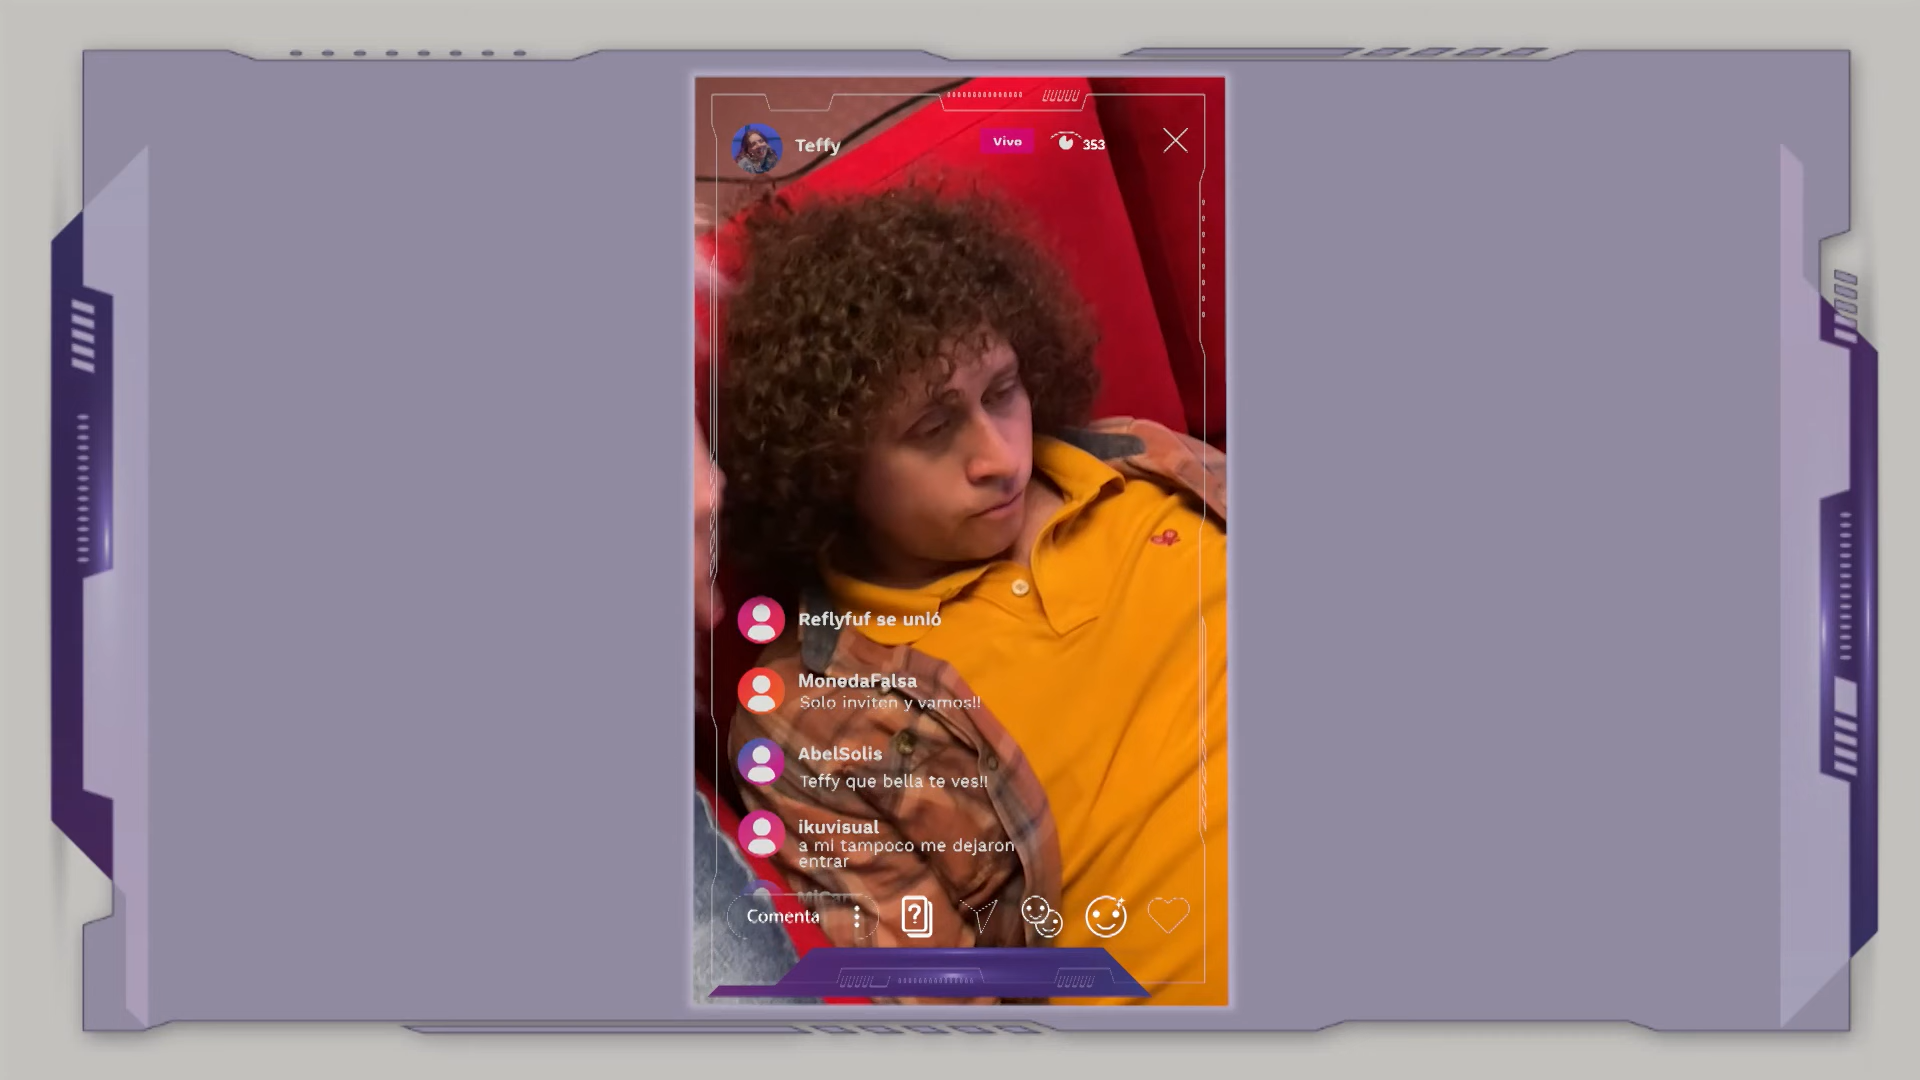 Teffy
Vivo
353
Reflyfuf se unió
MonedaFalsa
Solo inviten y vamos!!
AbelSolis
Teffy que bella te ves!!
ikuvisual
a mi tampoco me dejaron
entrar
Comenta
?